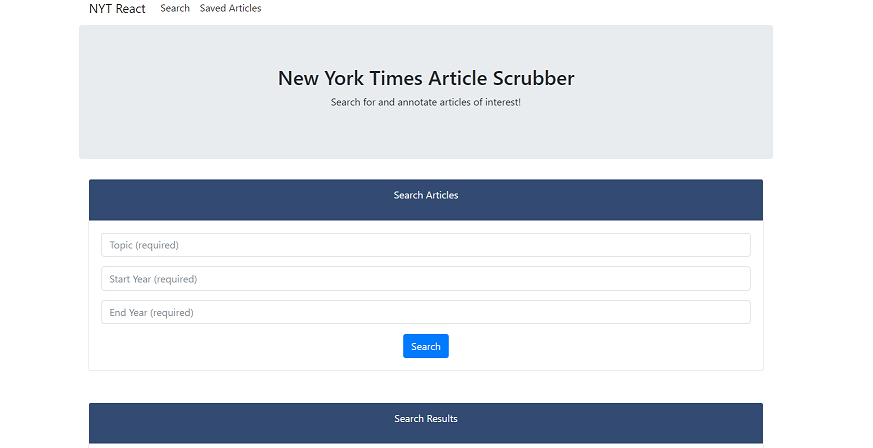 NYT React Search Saved Articles
New York Times Article Scrubber
Search for and annotate articles of interest!
Search Articles
Topic (required)
Start Year (required)
End Year (required)
Search
Search Results